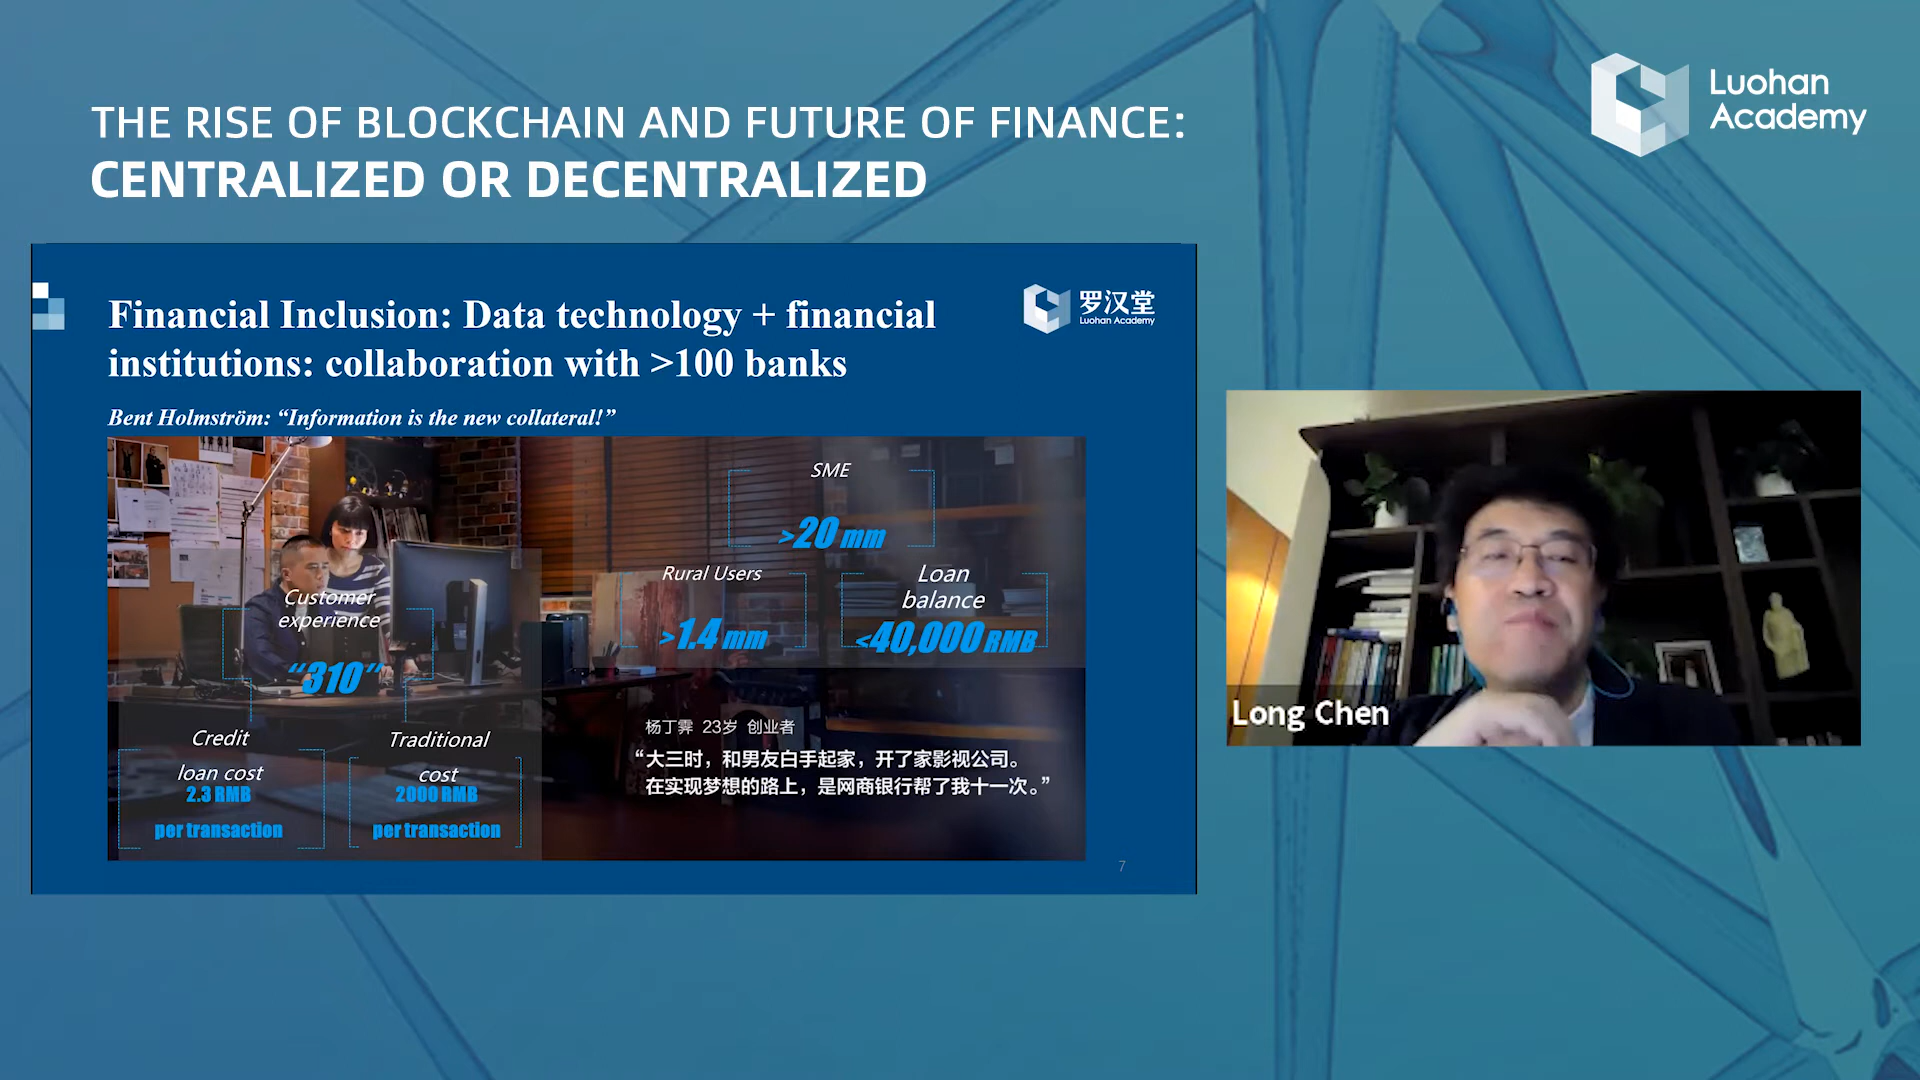 THE RISE OF BLOCKCHAIN AND FUTURE OF FINANCE:
CENTRALIZED OR DECENTRALIZED
Luohan
Academy
Financial Inclusion: Data technology + financial
institutions: collaboration with >100 banks
罗汉堂
Luohan Academy
Bent Holmström: “Information is the new collateral!”
SME
>20 mm
Rural Users
>1.4 mm
Loan
balance
<40,000 RMB
Customer
experience
“310”
Credit
loan cost
2.3 RMB
per transaction
Traditional
cost
2000 RMB
per transaction
杨丁霁 23岁 创业者
“大三时，和男友白手起家，开了家影视公司。
在实现梦想的路上，是网商银行帮了我十一次。”
7
Long Chen